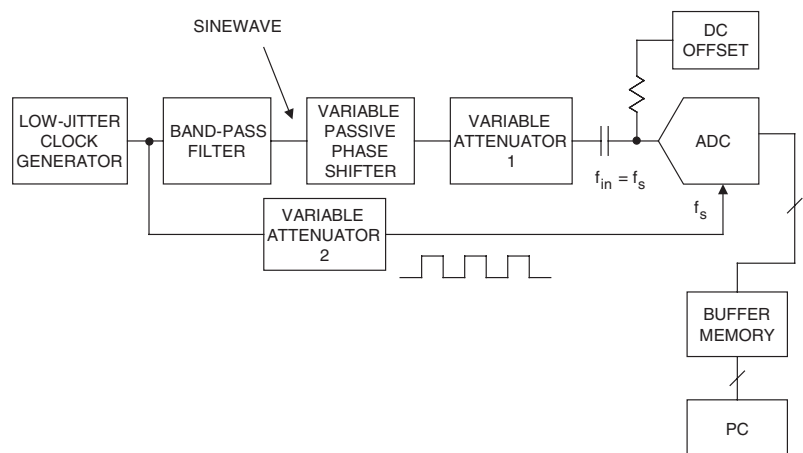 SINEWAVE
DC
OFFSET
LOW-JITTER
CLOCK
GENERATOR
BAND-PASS
FILTER
VARIABLE
PASSIVE
PHASE
SHIFTER
VARIABLE
ATTENUATOR
1
f_in = f_s
ADC
f_s
VARIABLE
ATTENUATOR
2
BUFFER
MEMORY
PC